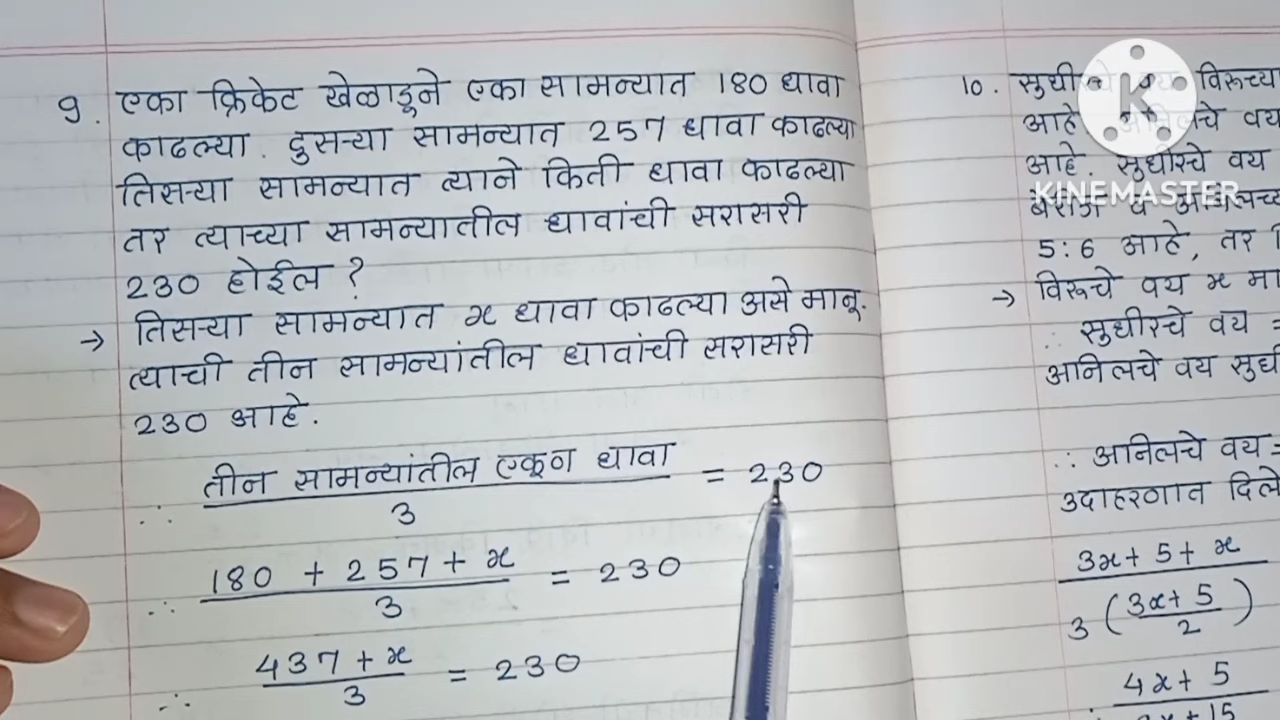 9. एका क्रिकेट खेळाडूने एका सामन्यात 180 धावा
काढल्या. दुसऱ्या सामन्यात 257 धावा काढल्या
तिसऱ्या सामन्यात त्याने किती धावा काढल्या
तर त्याच्या सामन्यातील धावांची सरासरी
230 होईल ?
→ तिसऱ्या सामन्यात x धावा काढल्या असे मानू.
त्याची तीन सामन्यांतील धावांची सरासरी
230 आहे.
∴ तीन सामन्यांतील एकूण धावा = 230
3
∴ 180 + 257 + x = 230
3
∴ 437 + x = 230
3
10. विरूच्या
आहे. वय
आहे. सुधीरचे वय
5:6 आहे, तर
→ विरूचे वय x मा
∴ सुधीरचे वय =
अनिलचे वय सुधी
∴ अनिलचे वय =
उदाहरणात दिले
3x + 5 + x
3 (3x + 5
2)
4x + 5
KINEMASTER
K